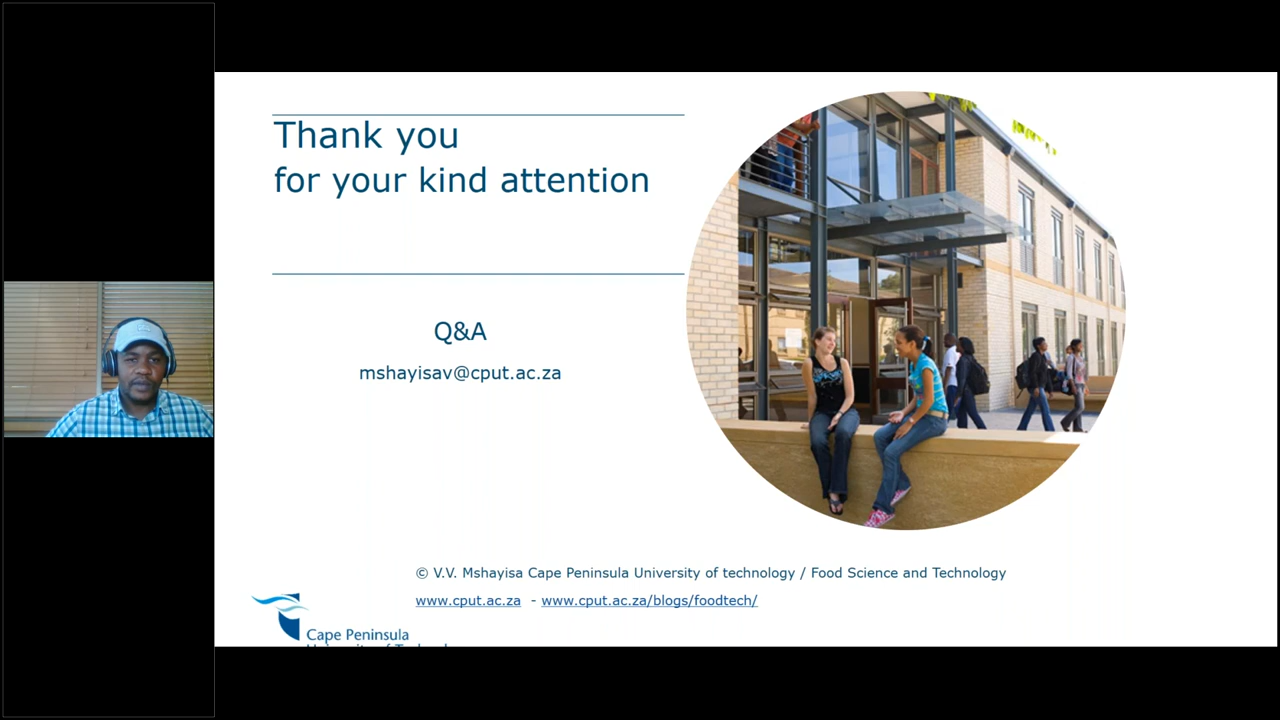 Thank you
for your kind attention
Q&A
mshayisav@cput.ac.za
© V.V. Mshayisa Cape Peninsula University of technology / Food Science and Technology
www.cput.ac.za - www.cput.ac.za/blogs/foodtech/
Cape Peninsula